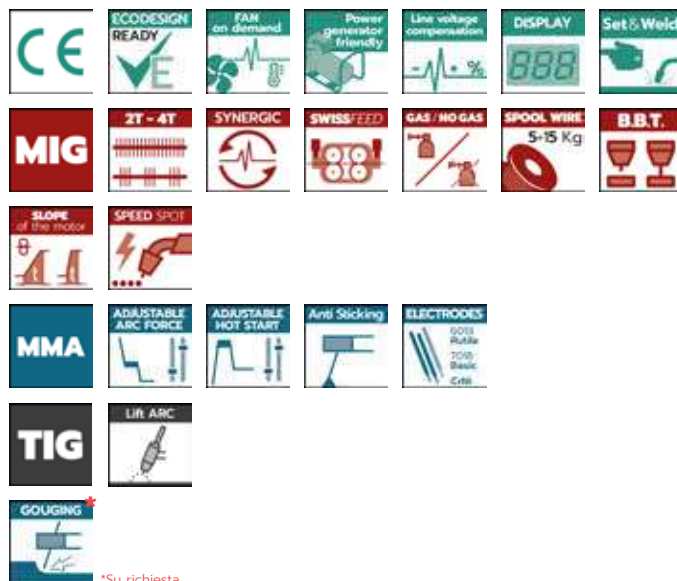 CE
ECODESIGN
READY
E
FAN
on demand
Power
generator
friendly
Line voltage
compensation
- + %
DISPLAY
888
Set&Weld
MIG
2T - 4T
SYNERGIC
SWISSFEED
GAS / NO GAS
SPOOL WIRE
5÷15 Kg
B.B.T.
SLOPE
of the motor
SPEED SPOT
MMA
ADJUSTABLE
ARC FORCE
ADJUSTABLE
HOT START
Anti Sticking
ELECTRODES
6013
Rutile
7018
Basic
CrNi
TIG
Lift ARC
GOUGING*
*Su richiesta